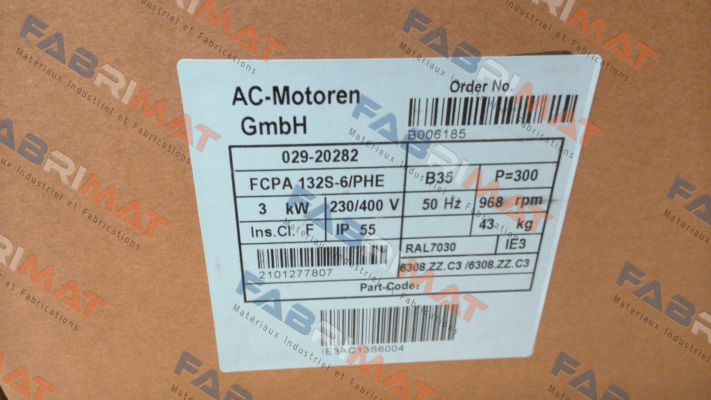 AC-Motoren
GmbH
Order No.
B006185
029-20282
FCPA 132S-6/PHE
B35
P=300
3 kW
230/400 V
50 Hz
968 rpm
Ins.Cl. F
IP 55
43 kg
RAL7030
IE3
2101277807
6308.ZZ.C3 /6308.ZZ.C3
Part-Code:
IE3AC13S6004
FABRIMAT
Matériaux Industriel et Fabrications